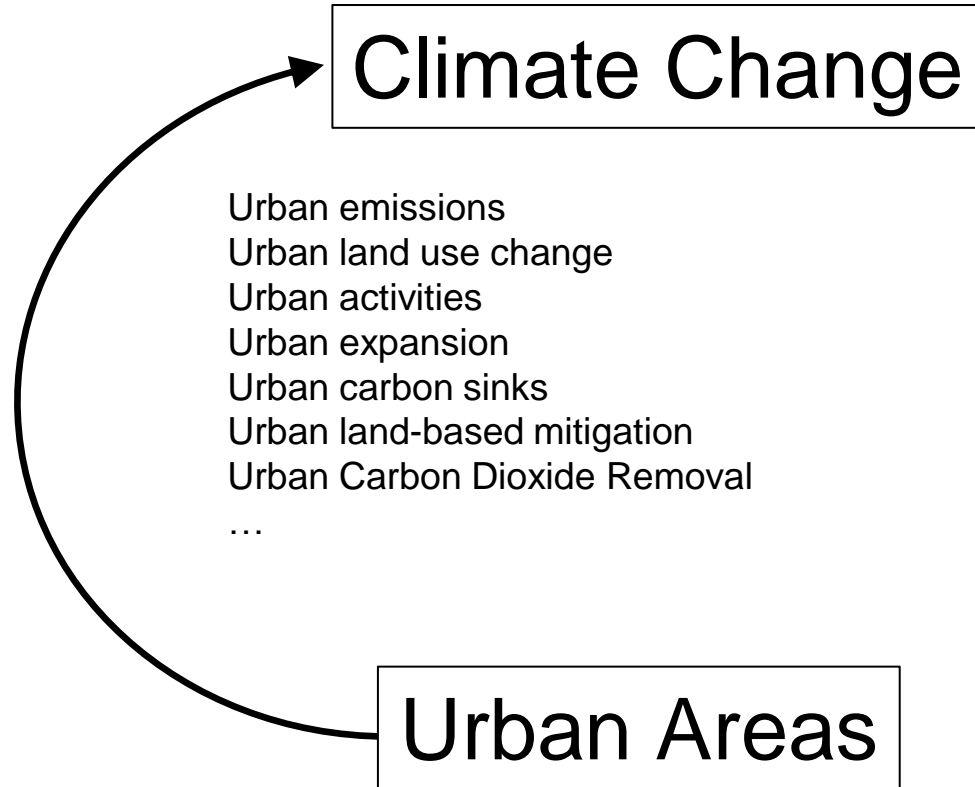 Climate Change
Urban emissions
Urban land use change
Urban activities
Urban expansion
Urban carbon sinks
Urban land-based mitigation
Urban Carbon Dioxide Removal
…
Urban Areas